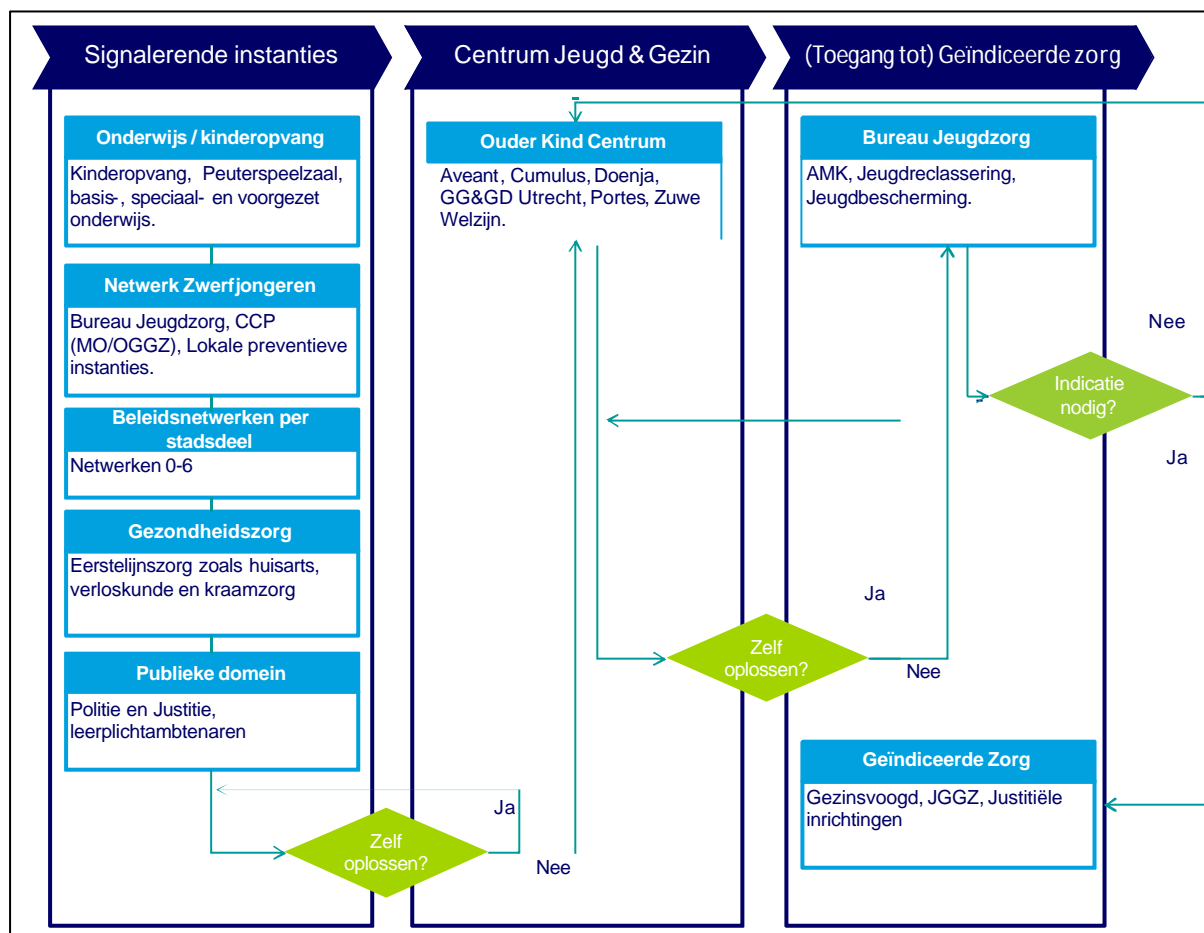 Signalerende instanties
Centrum Jeugd & Gezin
(Toegang tot) Geïndiceerde zorg
Onderwijs / kinderopvang
Kinderopvang, Peuterspeelzaal,
basis-, speciaal- en voorgezet
onderwijs.
Netwerk Zwerfjongeren
Bureau Jeugdzorg, CCP
(MO/OGGZ), Lokale preventieve
instanties.
Beleidsnetwerken per
stadsdeel
Netwerken 0-6
Gezondheidszorg
Eerstelijnszorg zoals huisarts,
verloskunde en kraamzorg
Publieke domein
Politie en Justitie,
leerplichtambtenaren
Ja
Zelf
oplossen?
Nee
Ouder Kind Centrum
Aveant, Cumulus, Doenja,
GG&GD Utrecht, Portes, Zuwe
Welzijn.
Ja
Zelf
oplossen?
Nee
Bureau Jeugdzorg
AMK, Jeugdreclassering,
Jeugdbescherming.
Nee
Indicatie
nodig?
Ja
Geïndiceerde Zorg
Gezinsvoogd, JGGZ, Justitiële
inrichtingen